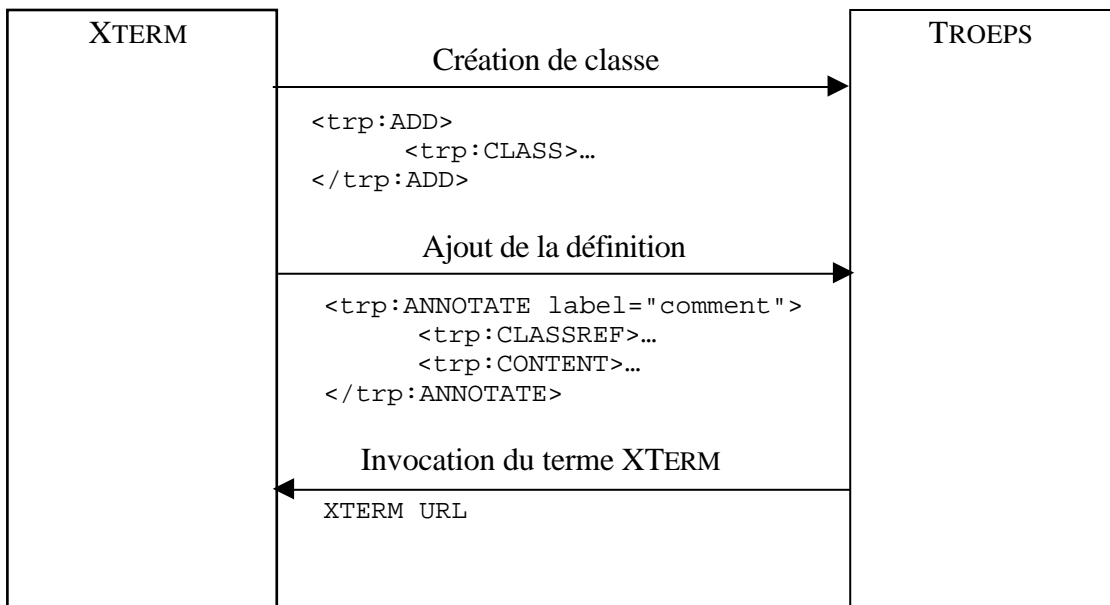 XTERM
TROEPS
Création de classe
<trp:ADD>
<trp:CLASS>…
</trp:ADD>
Ajout de la définition
<trp:ANNOTATE label="comment">
<trp:CLASSREF>…
<trp:CONTENT>…
</trp:ANNOTATE>
Invocation du terme XTERM
XTERM URL